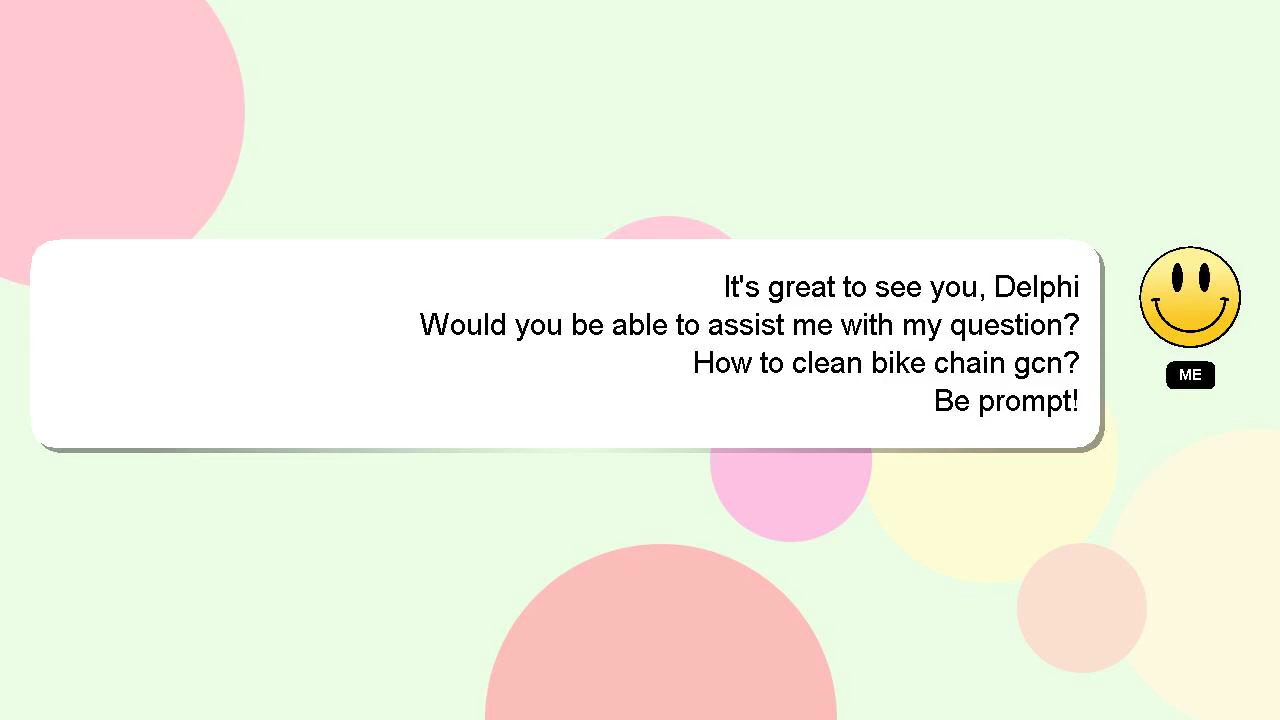 It's great to see you, Delphi
Would you be able to assist me with my question?
How to clean bike chain gcn?
Be prompt!
ME